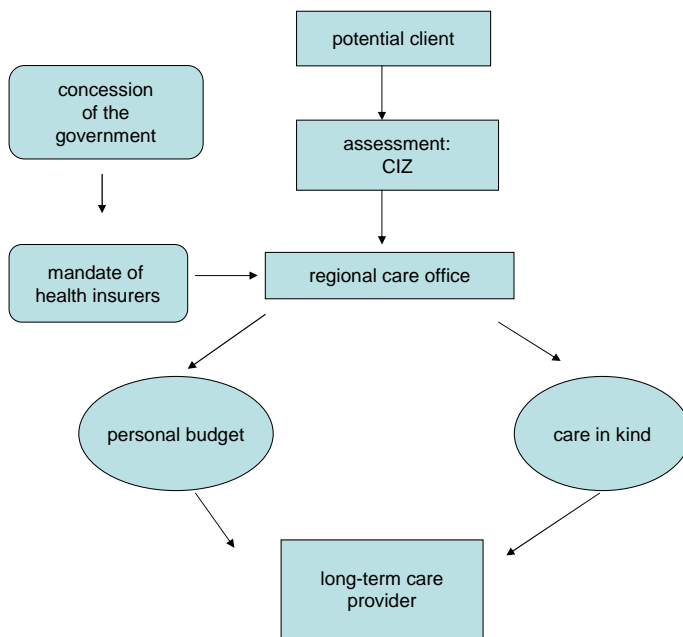 potential client
concession
of the
government
assessment:
CIZ
mandate of
health insurers
regional care office
personal budget
care in kind
long-term care
provider